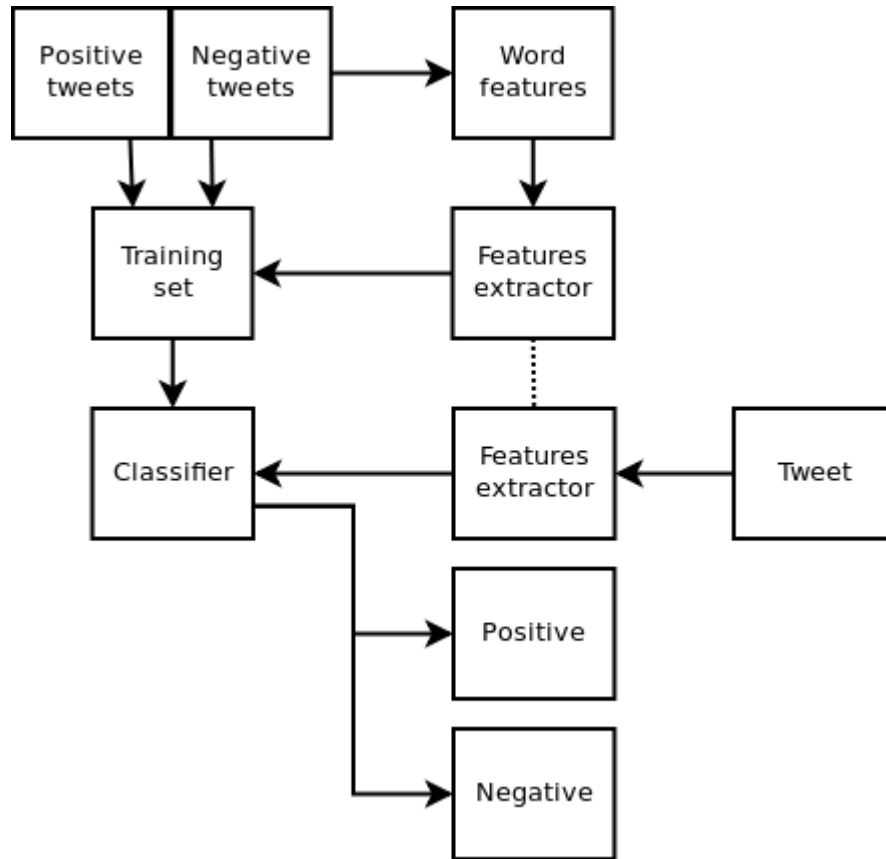 Positive
tweets
Negative
tweets
Word
features
Training
set
Features
extractor
Classifier
Features
extractor
Tweet
Positive
Negative